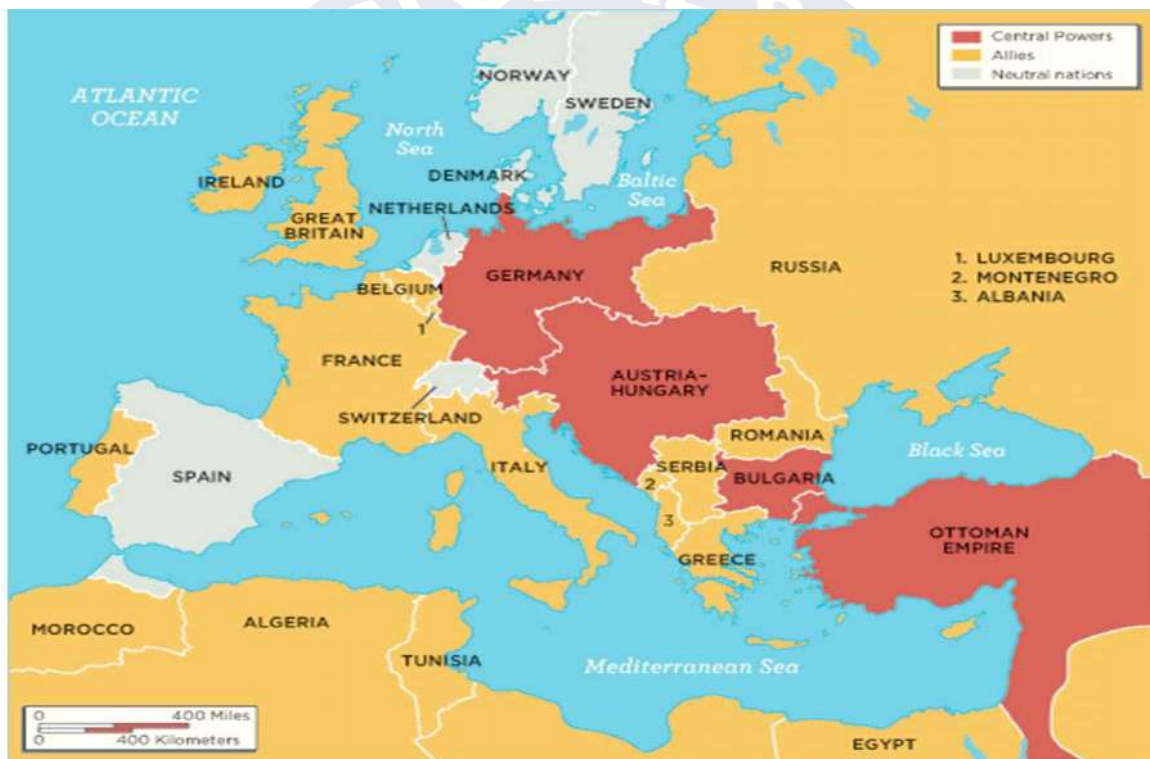 Central Powers
Allies
Neutral nations
ATLANTIC
OCEAN
NORWAY
SWEDEN
North
Sea
DENMARK
Baltic
Sea
IRELAND
NETHERLANDS
GREAT
BRITAIN
GERMANY
RUSSIA
1. LUXEMBOURG
2. MONTENEGRO
3. ALBANIA
BELGIUM
1
FRANCE
AUSTRIA–
HUNGARY
SWITZERLAND
PORTUGAL
SPAIN
ITALY
ROMANIA
SERBIA
2
BULGARIA
Black Sea
3
GREECE
OTTOMAN
EMPIRE
MOROCCO
ALGERIA
TUNISIA
Mediterranean Sea
EGYPT
0 400 Miles
0 400 Kilometers